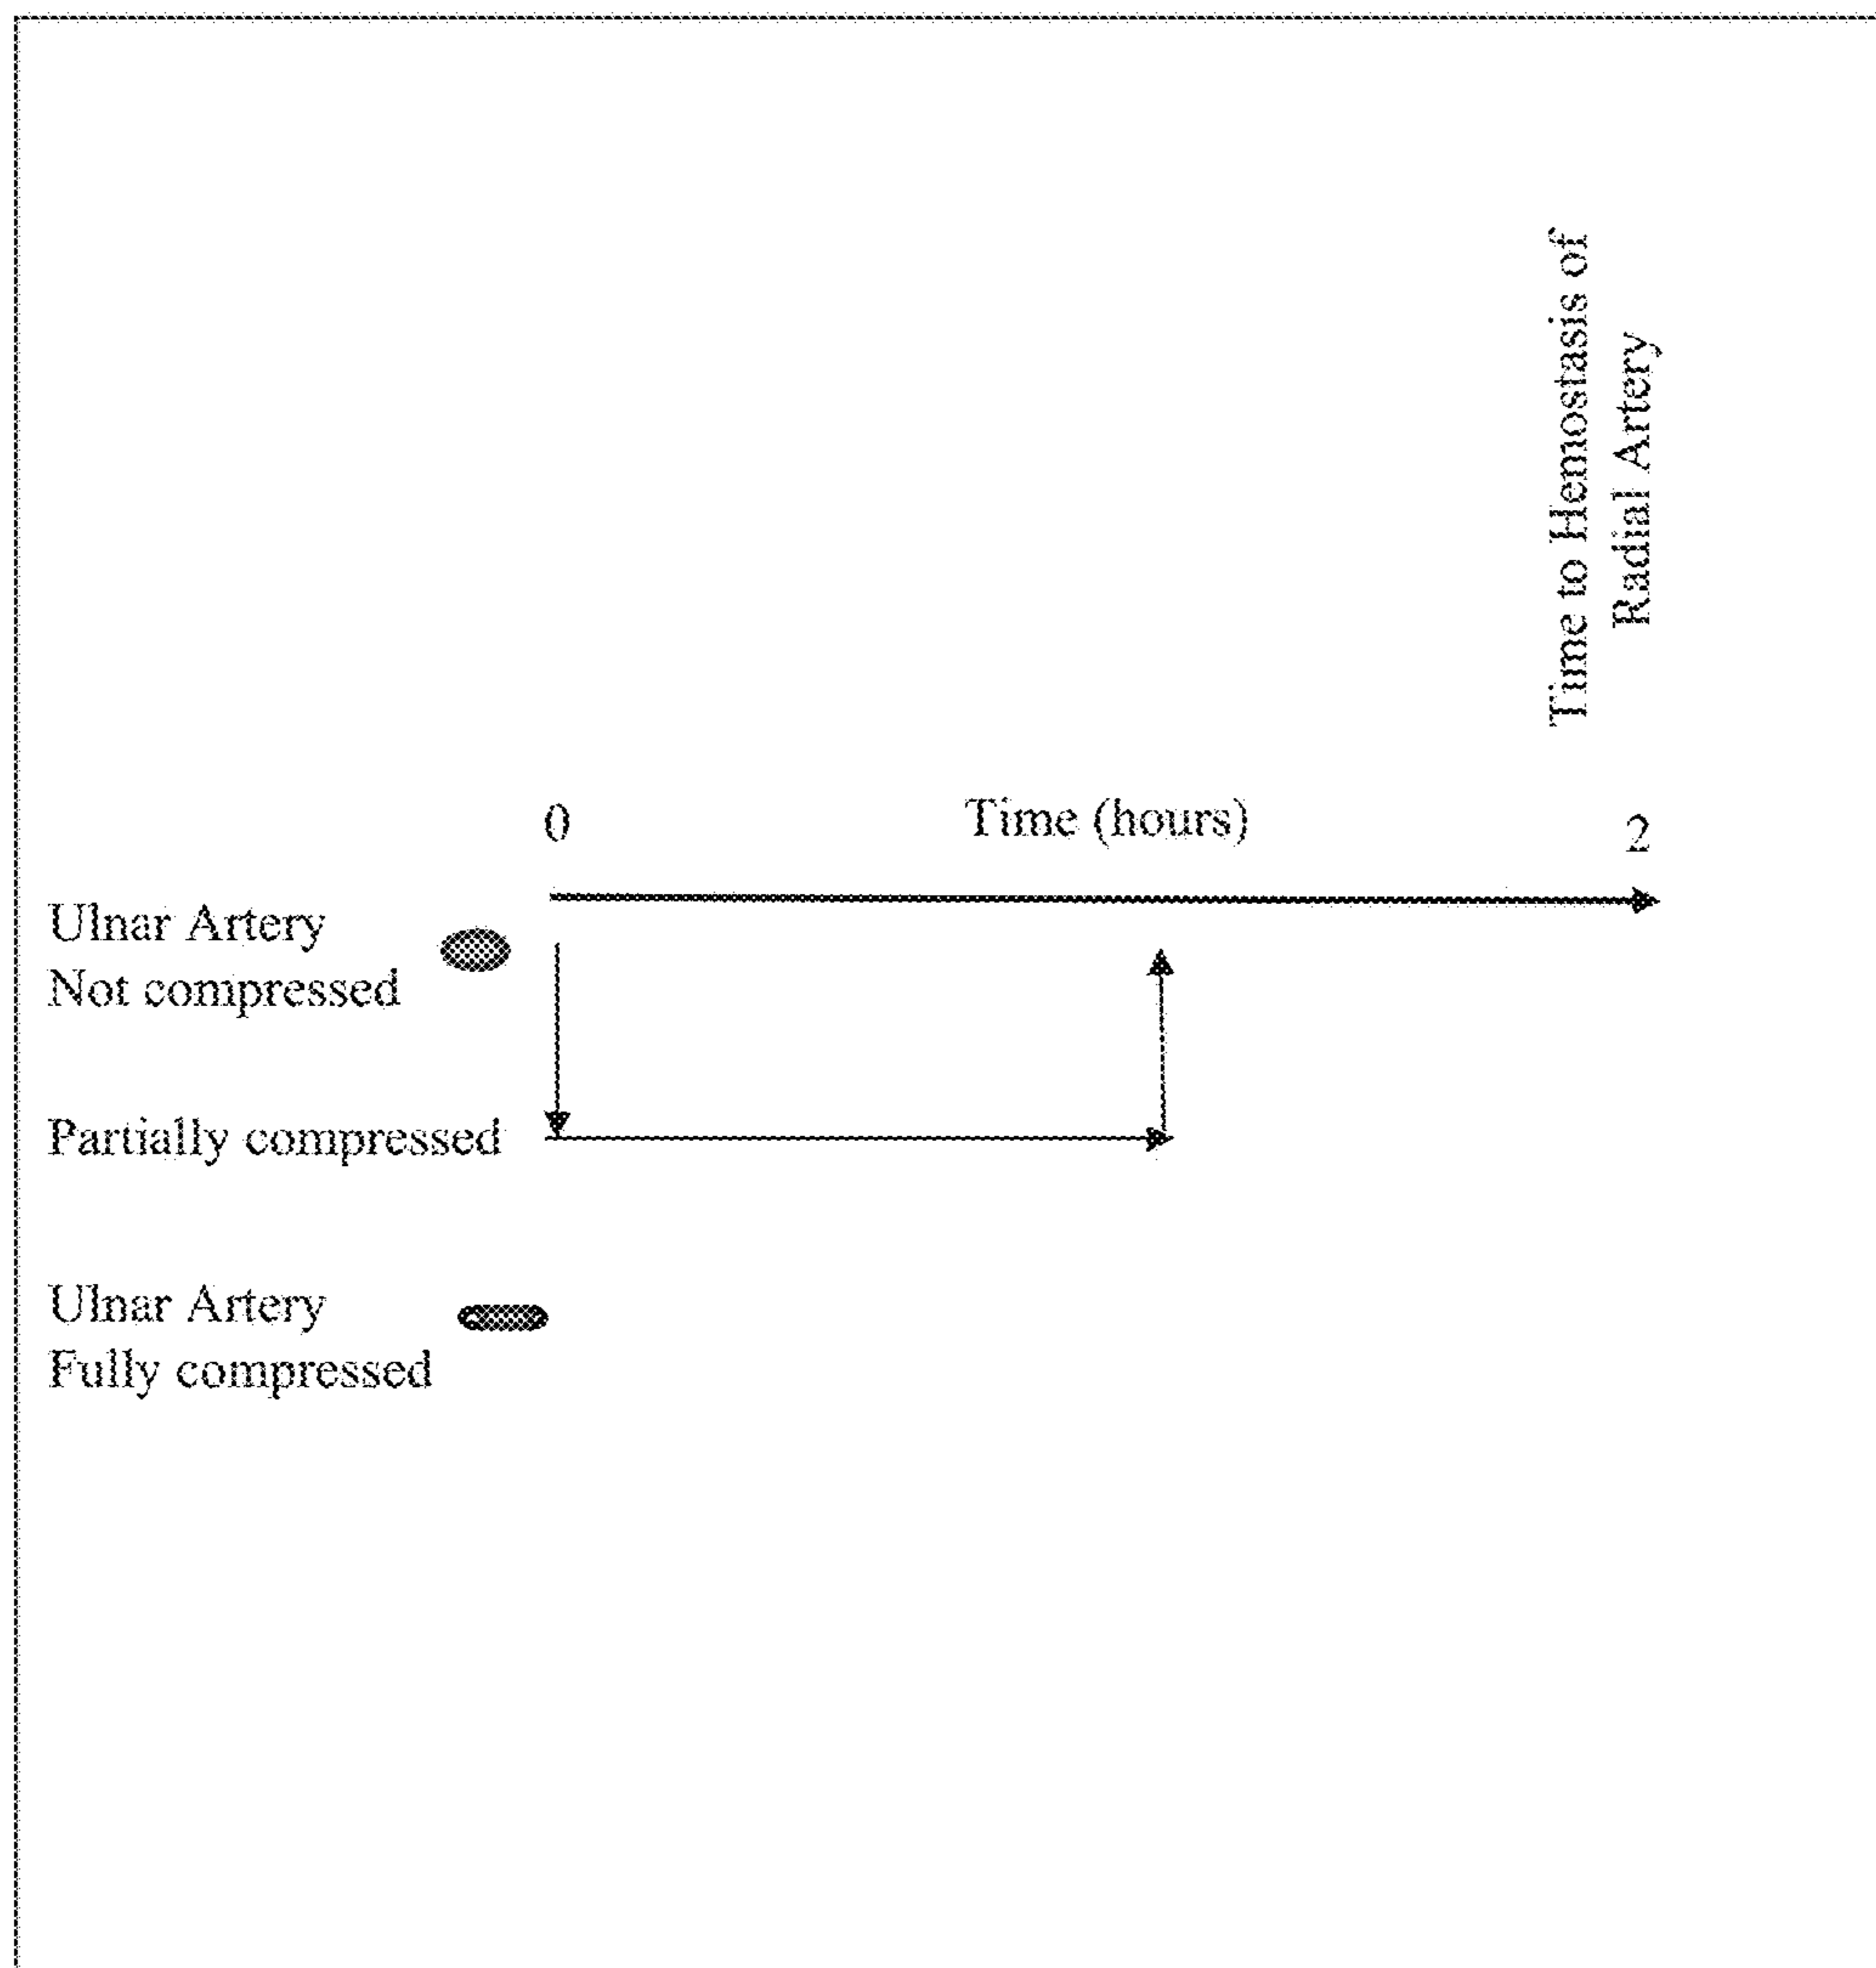 Time to Hemostasis of
Radial Artery
0
Time (hours)
2
Ulnar Artery
Not compressed
Partially compressed
Ulnar Artery
Fully compressed